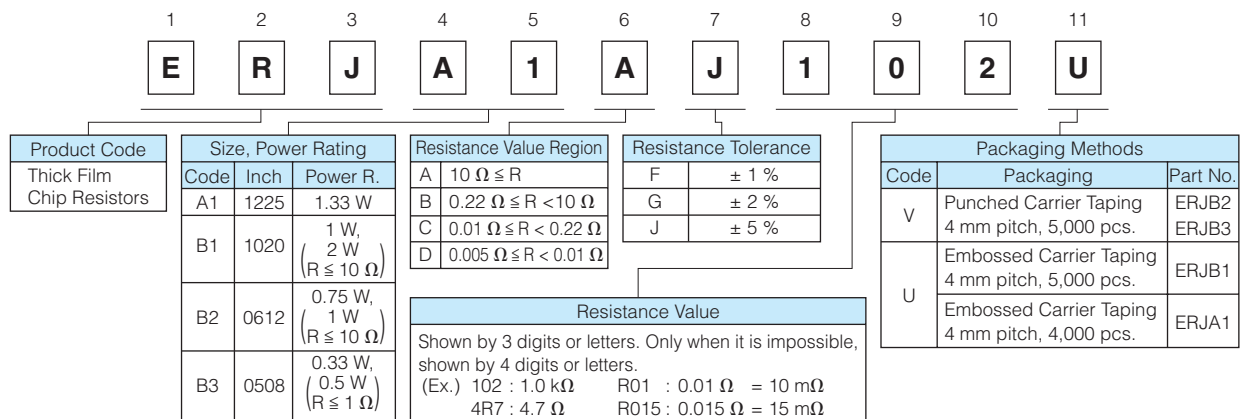 1 2 3 4 5 6 7 8 9 10 11
E R J A 1 A J 1 0 2 U
Product Code
Thick Film
Chip Resistors
Size, Power Rating
Code Inch Power R.
A1 1225 1.33 W
B1 1020 1 W,
2 W
(R ≦ 10 Ω)
B2 0612 0.75 W,
1 W
(R ≦ 10 Ω)
B3 0508 0.33 W,
0.5 W
(R ≦ 1 Ω)
Resistance Value Region
A 10 Ω ≦ R
B 0.22 Ω ≦ R <10 Ω
C 0.01 Ω ≦ R < 0.22 Ω
D 0.005 Ω ≦ R < 0.01 Ω
Resistance Tolerance
F ± 1 %
G ± 2 %
J ± 5 %
Resistance Value
Shown by 3 digits or letters. Only when it is impossible,
shown by 4 digits or letters.
(Ex.) 102 : 1.0 kΩ R01 : 0.01 Ω = 10 mΩ
4R7 : 4.7 Ω R015 : 0.015 Ω = 15 mΩ
Packaging Methods
Code Packaging Part No.
V Punched Carrier Taping
4 mm pitch, 5,000 pcs.
ERJB2
ERJB3
U Embossed Carrier Taping
4 mm pitch, 5,000 pcs.
ERJB1
Embossed Carrier Taping
4 mm pitch, 4,000 pcs.
ERJA1